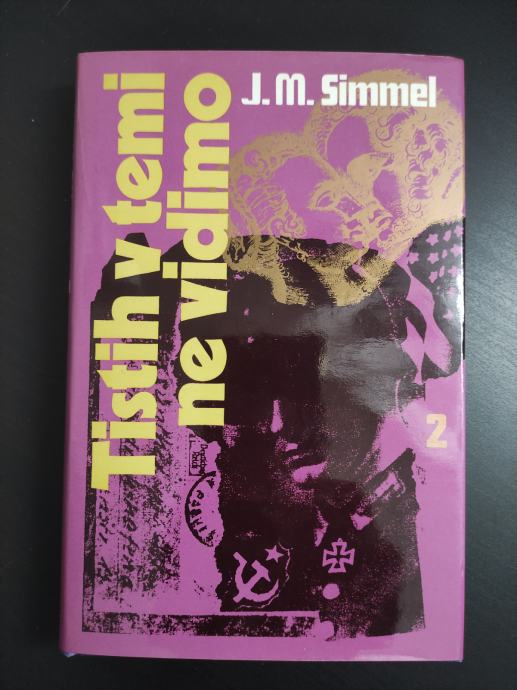 J. M. Simmel
Tistih v temi
ne vidimo
2